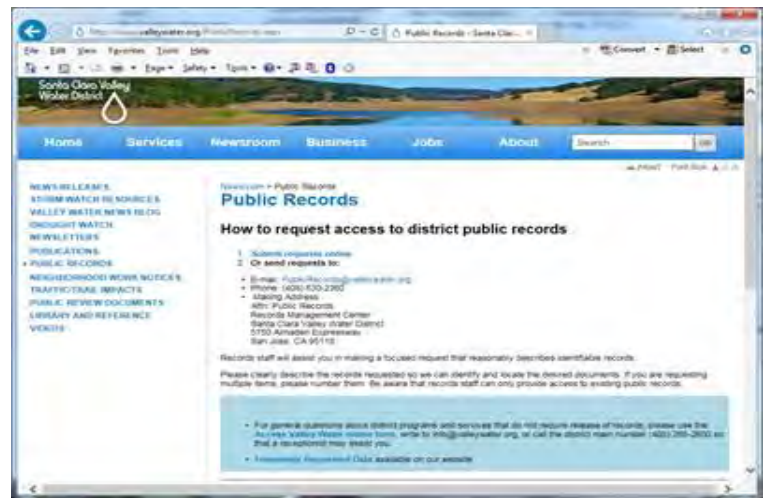 valleywater.org
Public Records - Santa Clar...
File Edit View Favorites Tools Help
Convert Select
Page Safety Tools
Santa Clara Valley
Water District
Home Services Newsroom Business Jobs About Search
NEWS RELEASES
STORM WATCH RESOURCES
VALLEY WATER NEWS BLOG
DROUGHT WATCH
NEWSLETTERS
PUBLICATIONS
PUBLIC RECORDS
NEIGHBORHOOD WORK NOTICES
TRAFFIC/TRAIL IMPACTS
PUBLIC REVIEW DOCUMENTS
LIBRARY AND REFERENCE
VIDEOS
Newsroom > Public Records
Public Records
How to request access to district public records
1. Submit requests online
2. Or send requests to:
• E-mail: PublicRecords@valleywater.org
• Phone: (408) 630-2360
• Mailing Address
Attn: Public Records
Records Management Center
Santa Clara Valley Water District
5750 Almaden Expressway
San Jose, CA 95118
Records staff will assist you in making a focused request that reasonably describes identifiable records.
Please clearly describe the records requested so we can identify and locate the desired documents. If you are requesting
multiple items, please number them. Be aware that records staff can only provide access to existing public records.
• For general questions about district programs and services that do not require release of records, please use the
Access Valley Water online form, write to info@valleywater.org, or call the district main number (408) 265-2600 so
that a receptionist may assist you.
• Frequently Requested Data available on our website